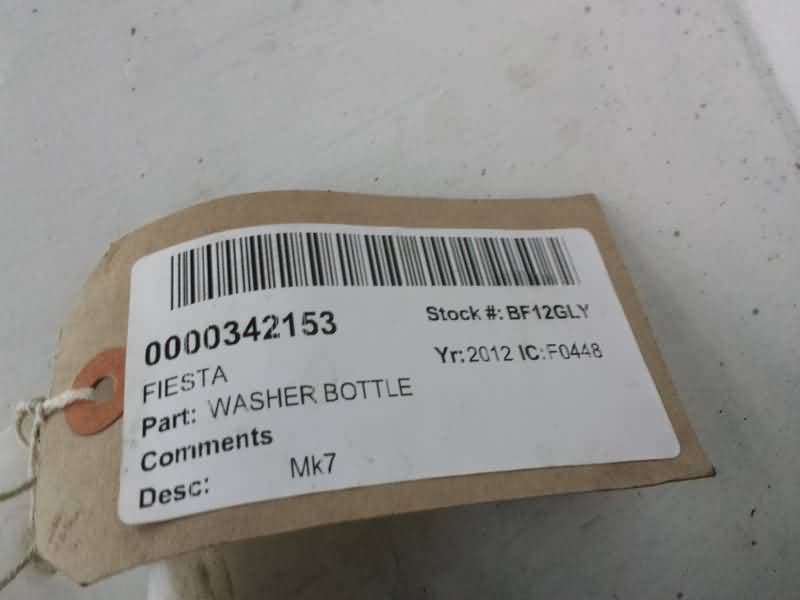 0000342153 Stock #: BF12GLY
FIESTA Yr: 2012 IC: F0448
Part: WASHER BOTTLE
Comments
Desc: Mk7